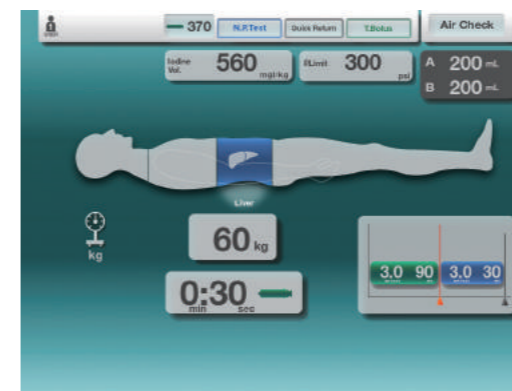 370 N.P.Test Quick Return T.Bolus Air Check
Iodine Vol. 560 mgI/kg P.Limit 300 psi
A 200 mL
B 200 mL
Liver
kg
60 kg
3.0 90 3.0 30
0:30
min sec